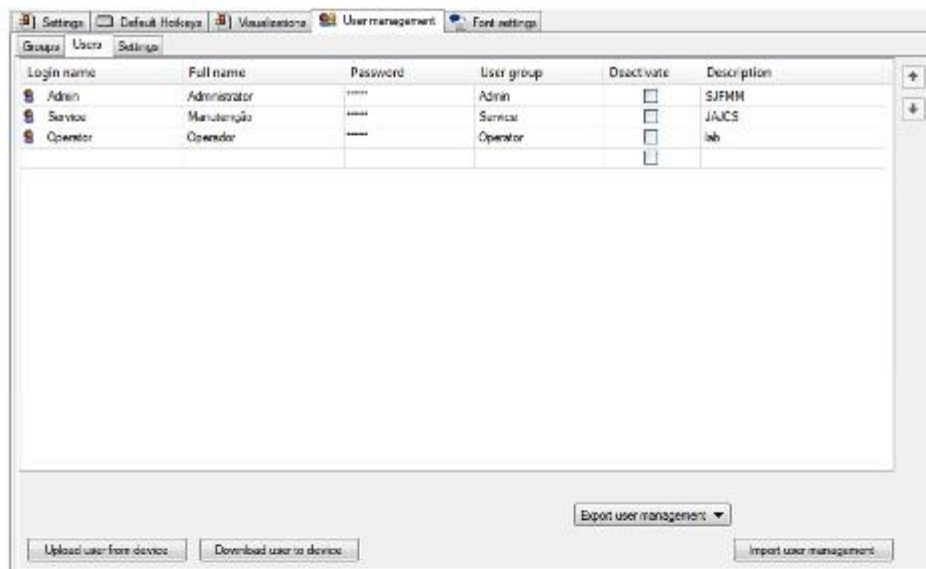 Settings Default Hotkeys Visualizations User management Font settings
Groups Users Settings
Login name Full name Password User group Deactivate Description
Admin Administrator ****** Admin SJFMM
Service Manutenção ****** Service JAJCS
Operator Operador ****** Operator lab
Export user management
Upload user from device Download user to device Import user management